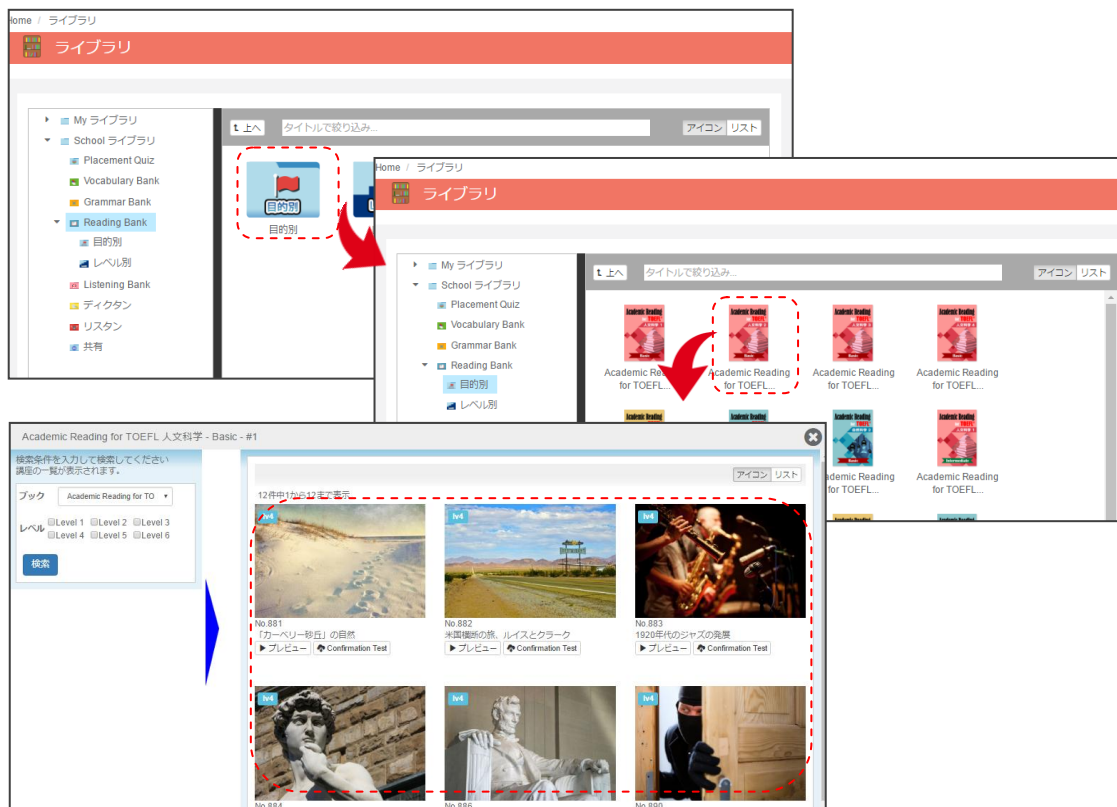 Home / ライブラリ
ライブラリ
My ライブラリ
School ライブラリ
Placement Quiz
Vocabulary Bank
Grammar Bank
Reading Bank
目的別
レベル別
Listening Bank
ディクタン
リスタン
共有
上へ
タイトルで絞り込み...
アイコン リスト
目的別
目的別
Home / ライブラリ
ライブラリ
My ライブラリ
School ライブラリ
Placement Quiz
Vocabulary Bank
Grammar Bank
Reading Bank
目的別
レベル別
上へ
タイトルで絞り込み...
アイコン リスト
Academic Reading
for TOEFL...
Academic Reading
for TOEFL...
Academic Reading
for TOEFL...
Academic Reading
for TOEFL...
Academic Reading
for TOEFL...
Academic Reading for TOEFL 人文科学 - Basic - #1
検索条件を入力して検索してください
講座の一覧が表示されます。
ブック Academic Reading for TO
レベル Level 1 Level 2 Level 3
Level 4 Level 5 Level 6
検索
アイコン リスト
12件中1から12まで表示
lv4
No.881
「カーベリー砂丘」の自然
プレビュー Confirmation Test
lv4
No.882
米国横断の旅、ルイスとクラーク
プレビュー Confirmation Test
lv4
No.883
1920年代のジャズの発展
プレビュー Confirmation Test
lv4
lv4
lv4
No.884
No.886
No.890